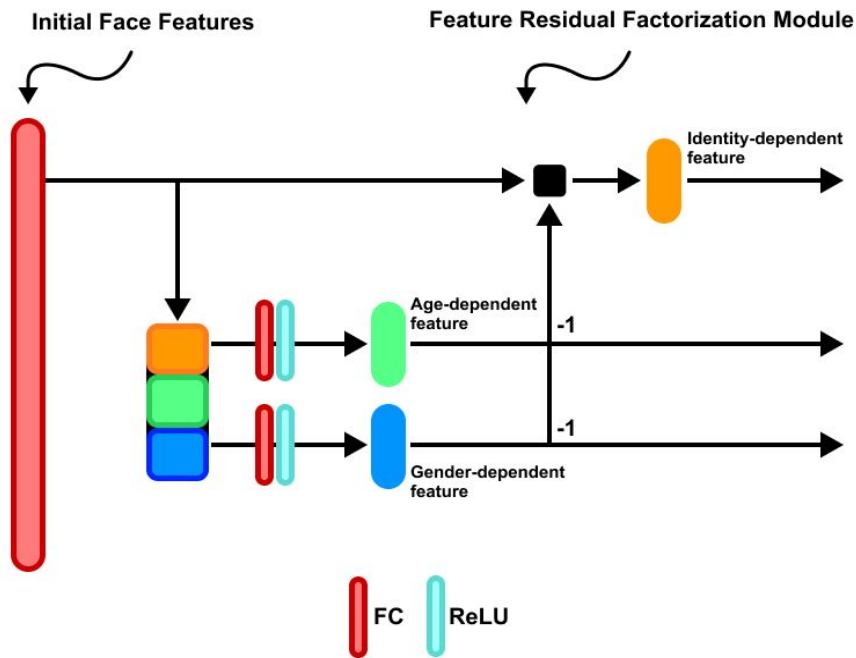 Initial Face Features
Feature Residual Factorization Module
Identity-dependent
feature
Age-dependent
feature
-1
-1
Gender-dependent
feature
FC
ReLU